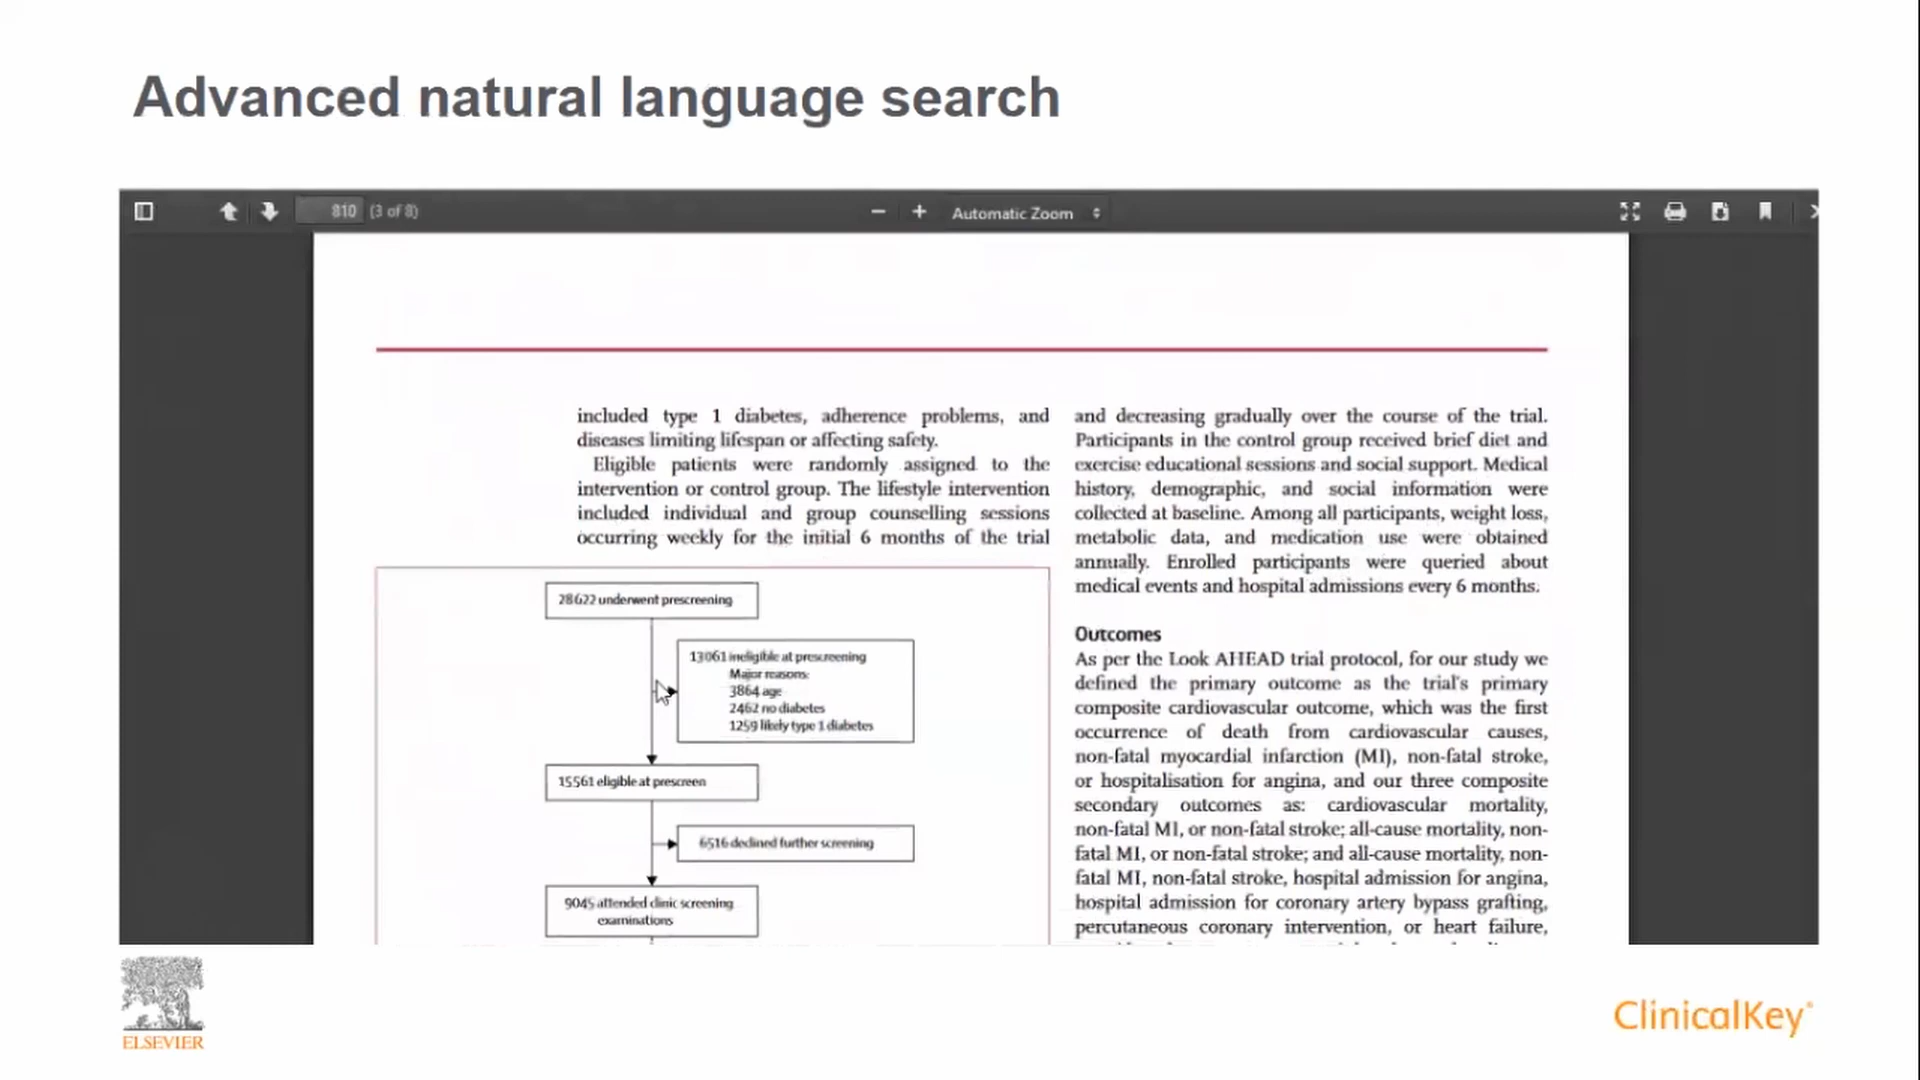 Advanced natural language search
810 (3 of 8)
Automatic Zoom
included type 1 diabetes, adherence problems, and
diseases limiting lifespan or affecting safety.
Eligible patients were randomly assigned to the
intervention or control group. The lifestyle intervention
included individual and group counselling sessions
occurring weekly for the initial 6 months of the trial
28622 underwent prescreening
13061 ineligible at prescreening
Major reasons:
3864 age
2462 no diabetes
1259 likely type 1 diabetes
15561 eligible at prescreen
6516 declined further screening
9045 attended clinic screening
examinations
and decreasing gradually over the course of the trial.
Participants in the control group received brief diet and
exercise educational sessions and social support. Medical
history, demographic, and social information were
collected at baseline. Among all participants, weight loss,
metabolic data, and medication use were obtained
annually. Enrolled participants were queried about
medical events and hospital admissions every 6 months.
Outcomes
As per the Look AHEAD trial protocol, for our study we
defined the primary outcome as the trial's primary
composite cardiovascular outcome, which was the first
occurrence of death from cardiovascular causes,
non-fatal myocardial infarction (MI), non-fatal stroke,
or hospitalisation for angina, and our three composite
secondary outcomes as: cardiovascular mortality,
non-fatal MI, or non-fatal stroke; all-cause mortality, non-
fatal MI, or non-fatal stroke; and all-cause mortality, non-
fatal MI, non-fatal stroke, hospital admission for angina,
hospital admission for coronary artery bypass grafting,
percutaneous coronary intervention, or heart failure,
ELSEVIER
ClinicalKey®